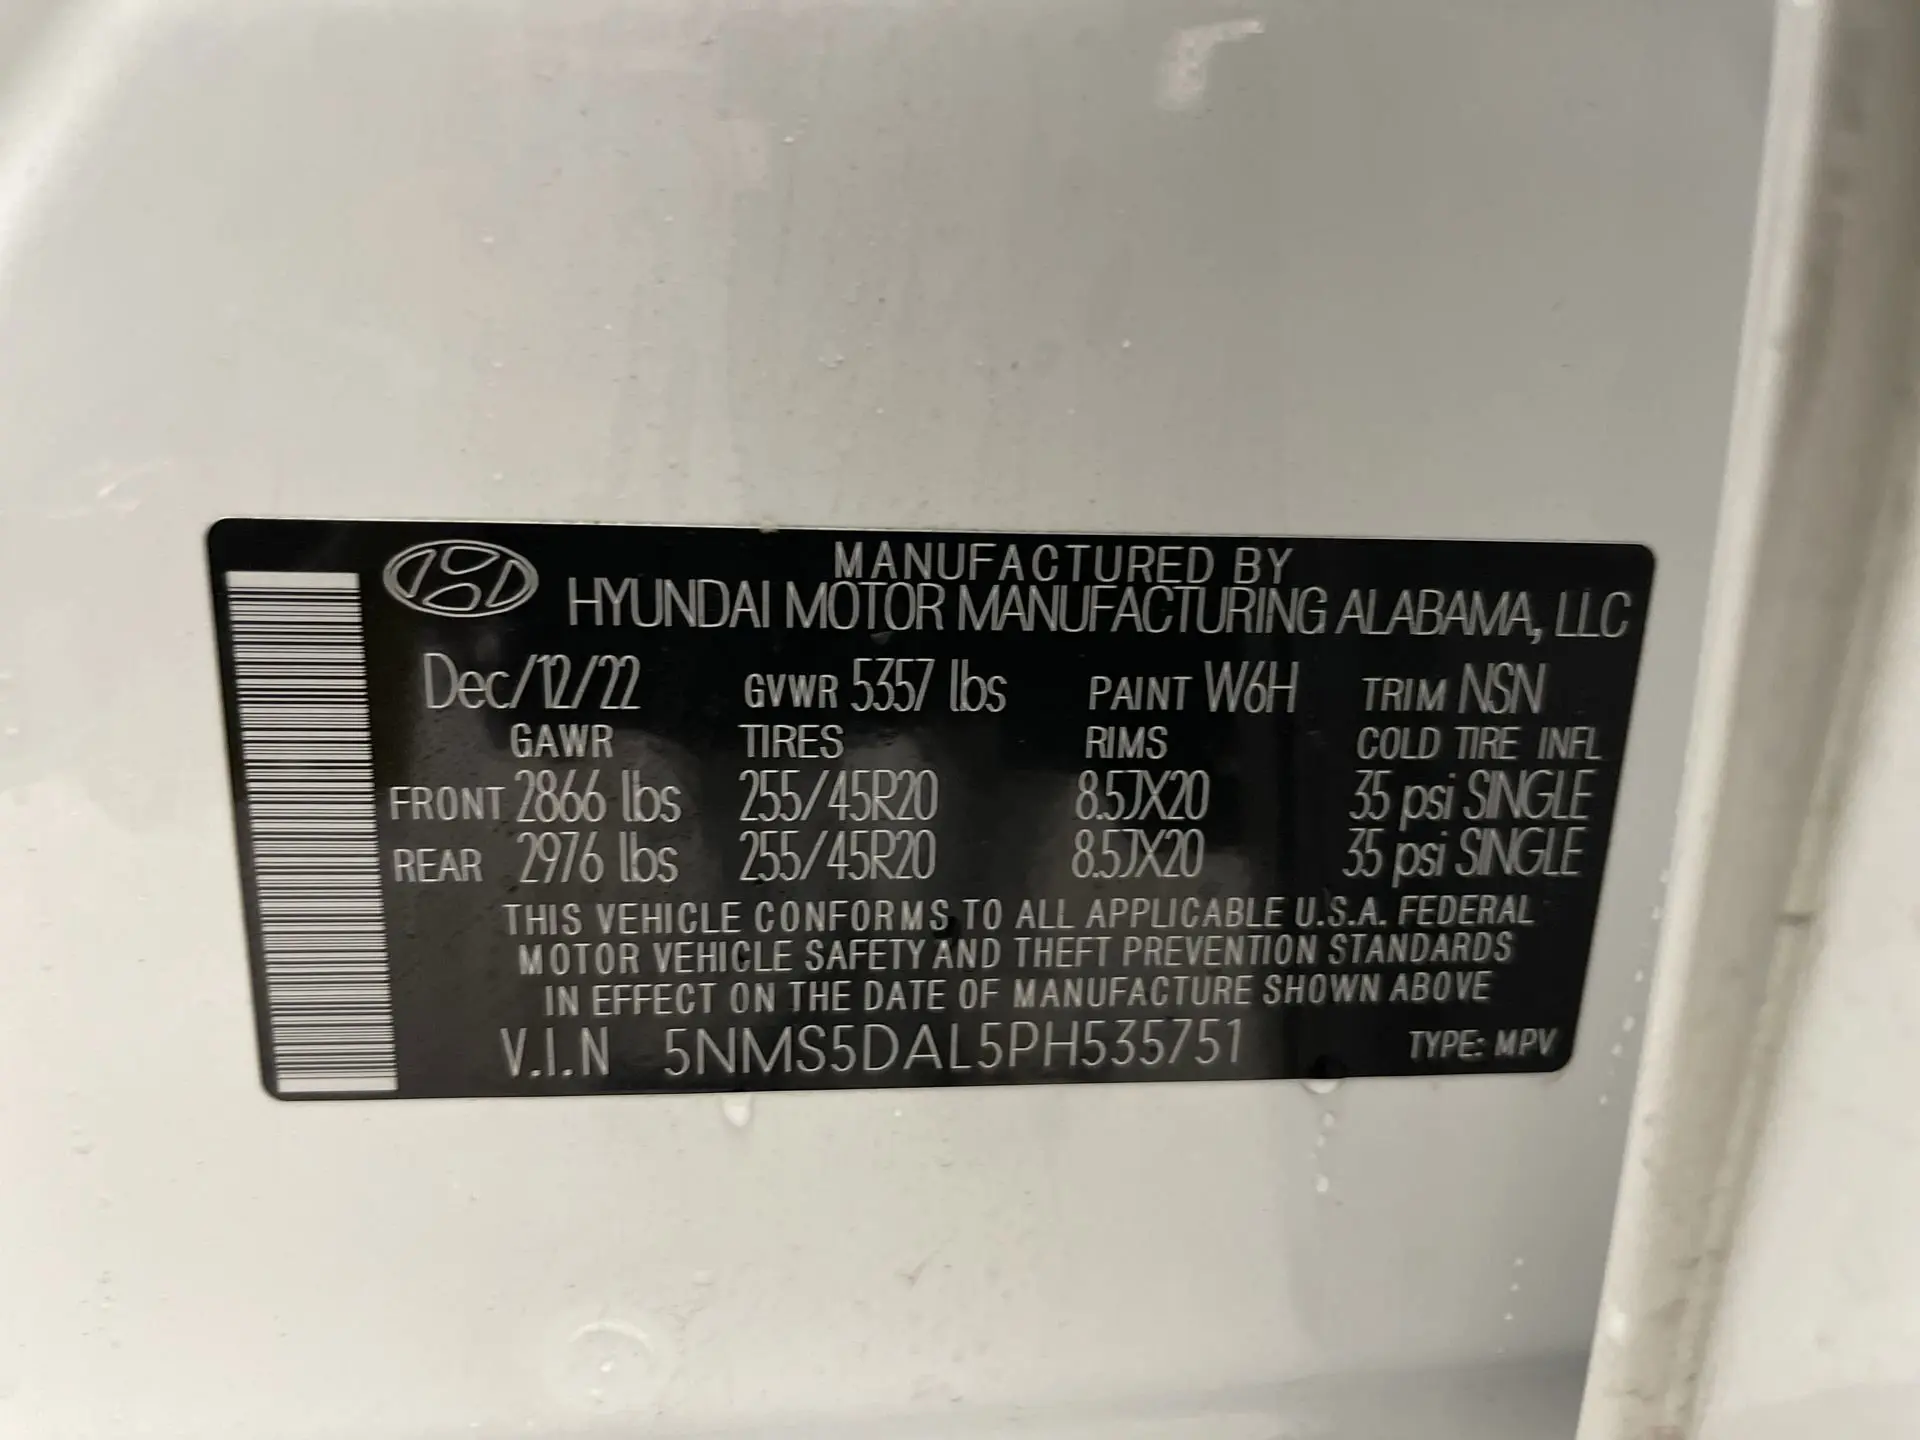 MANUFACTURED BY
HYUNDAI MOTOR MANUFACTURING ALABAMA, LLC
Dec/12/22 GVWR 5357 lbs PAINT W6H TRIM NSN
GAWR TIRES RIMS COLD TIRE INFL
FRONT 2866 lbs 255/45R20 8.5JX20 35 psi SINGLE
REAR 2976 lbs 255/45R20 8.5JX20 35 psi SINGLE
THIS VEHICLE CONFORMS TO ALL APPLICABLE U.S.A. FEDERAL
MOTOR VEHICLE SAFETY AND THEFT PREVENTION STANDARDS
IN EFFECT ON THE DATE OF MANUFACTURE SHOWN ABOVE
V.I.N 5NMS5DAL5PH535751 TYPE: MPV